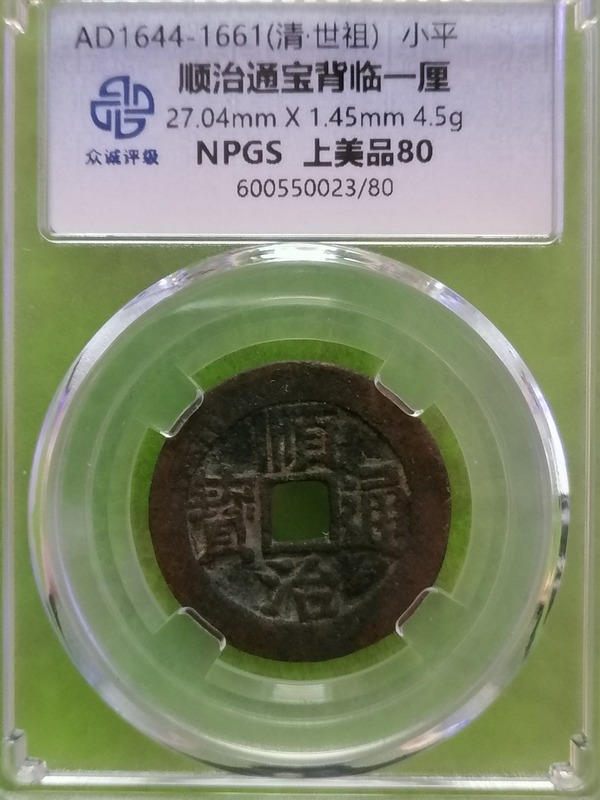 AD1644-1661(清·世祖) 小平
顺治通宝背临一厘
27.04mm X 1.45mm 4.5g
众诚评级
NPGS 上美品80
600550023/80
順治通寶